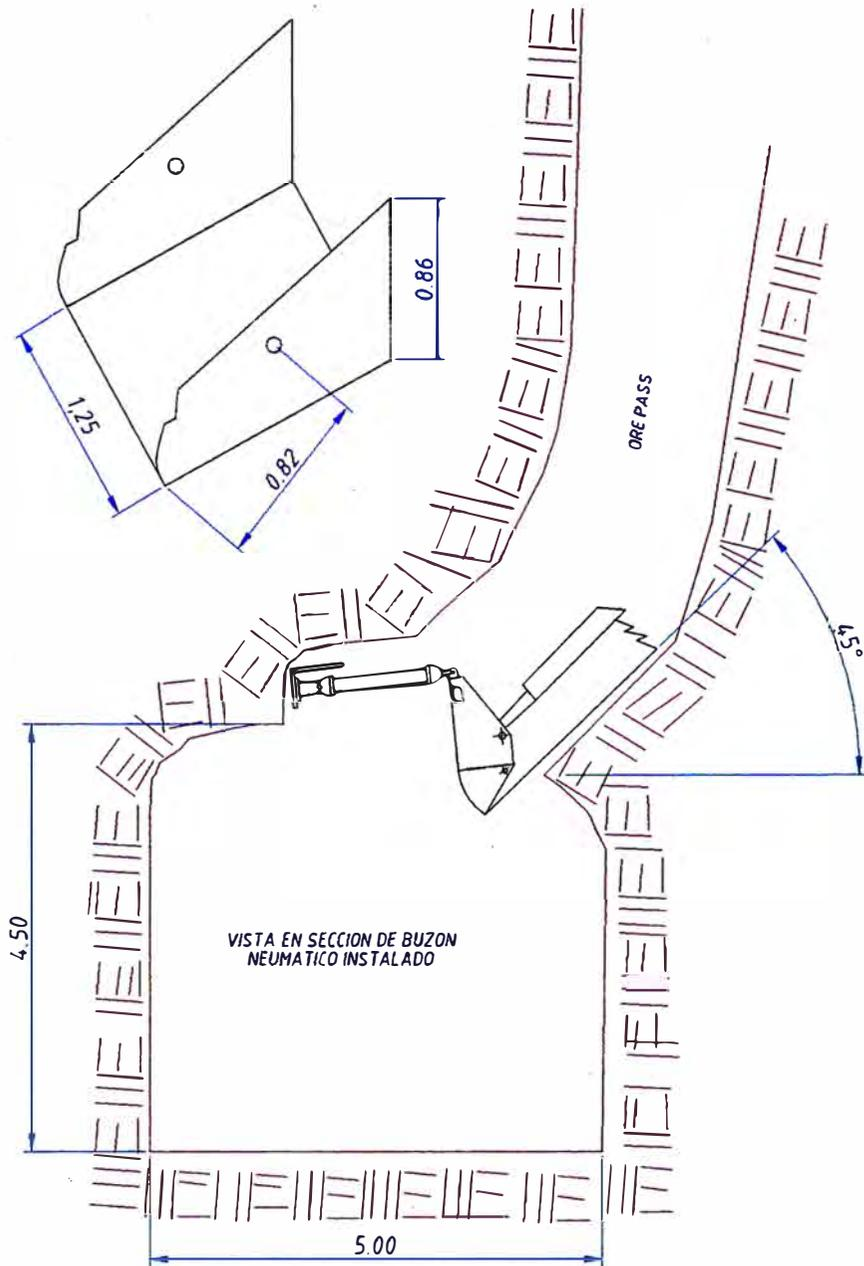 0.86
1,25
0.82
ORE PASS
45°
4.50
VISTA EN SECCION DE BUZON
NEUMATICO INSTALADO
5.00